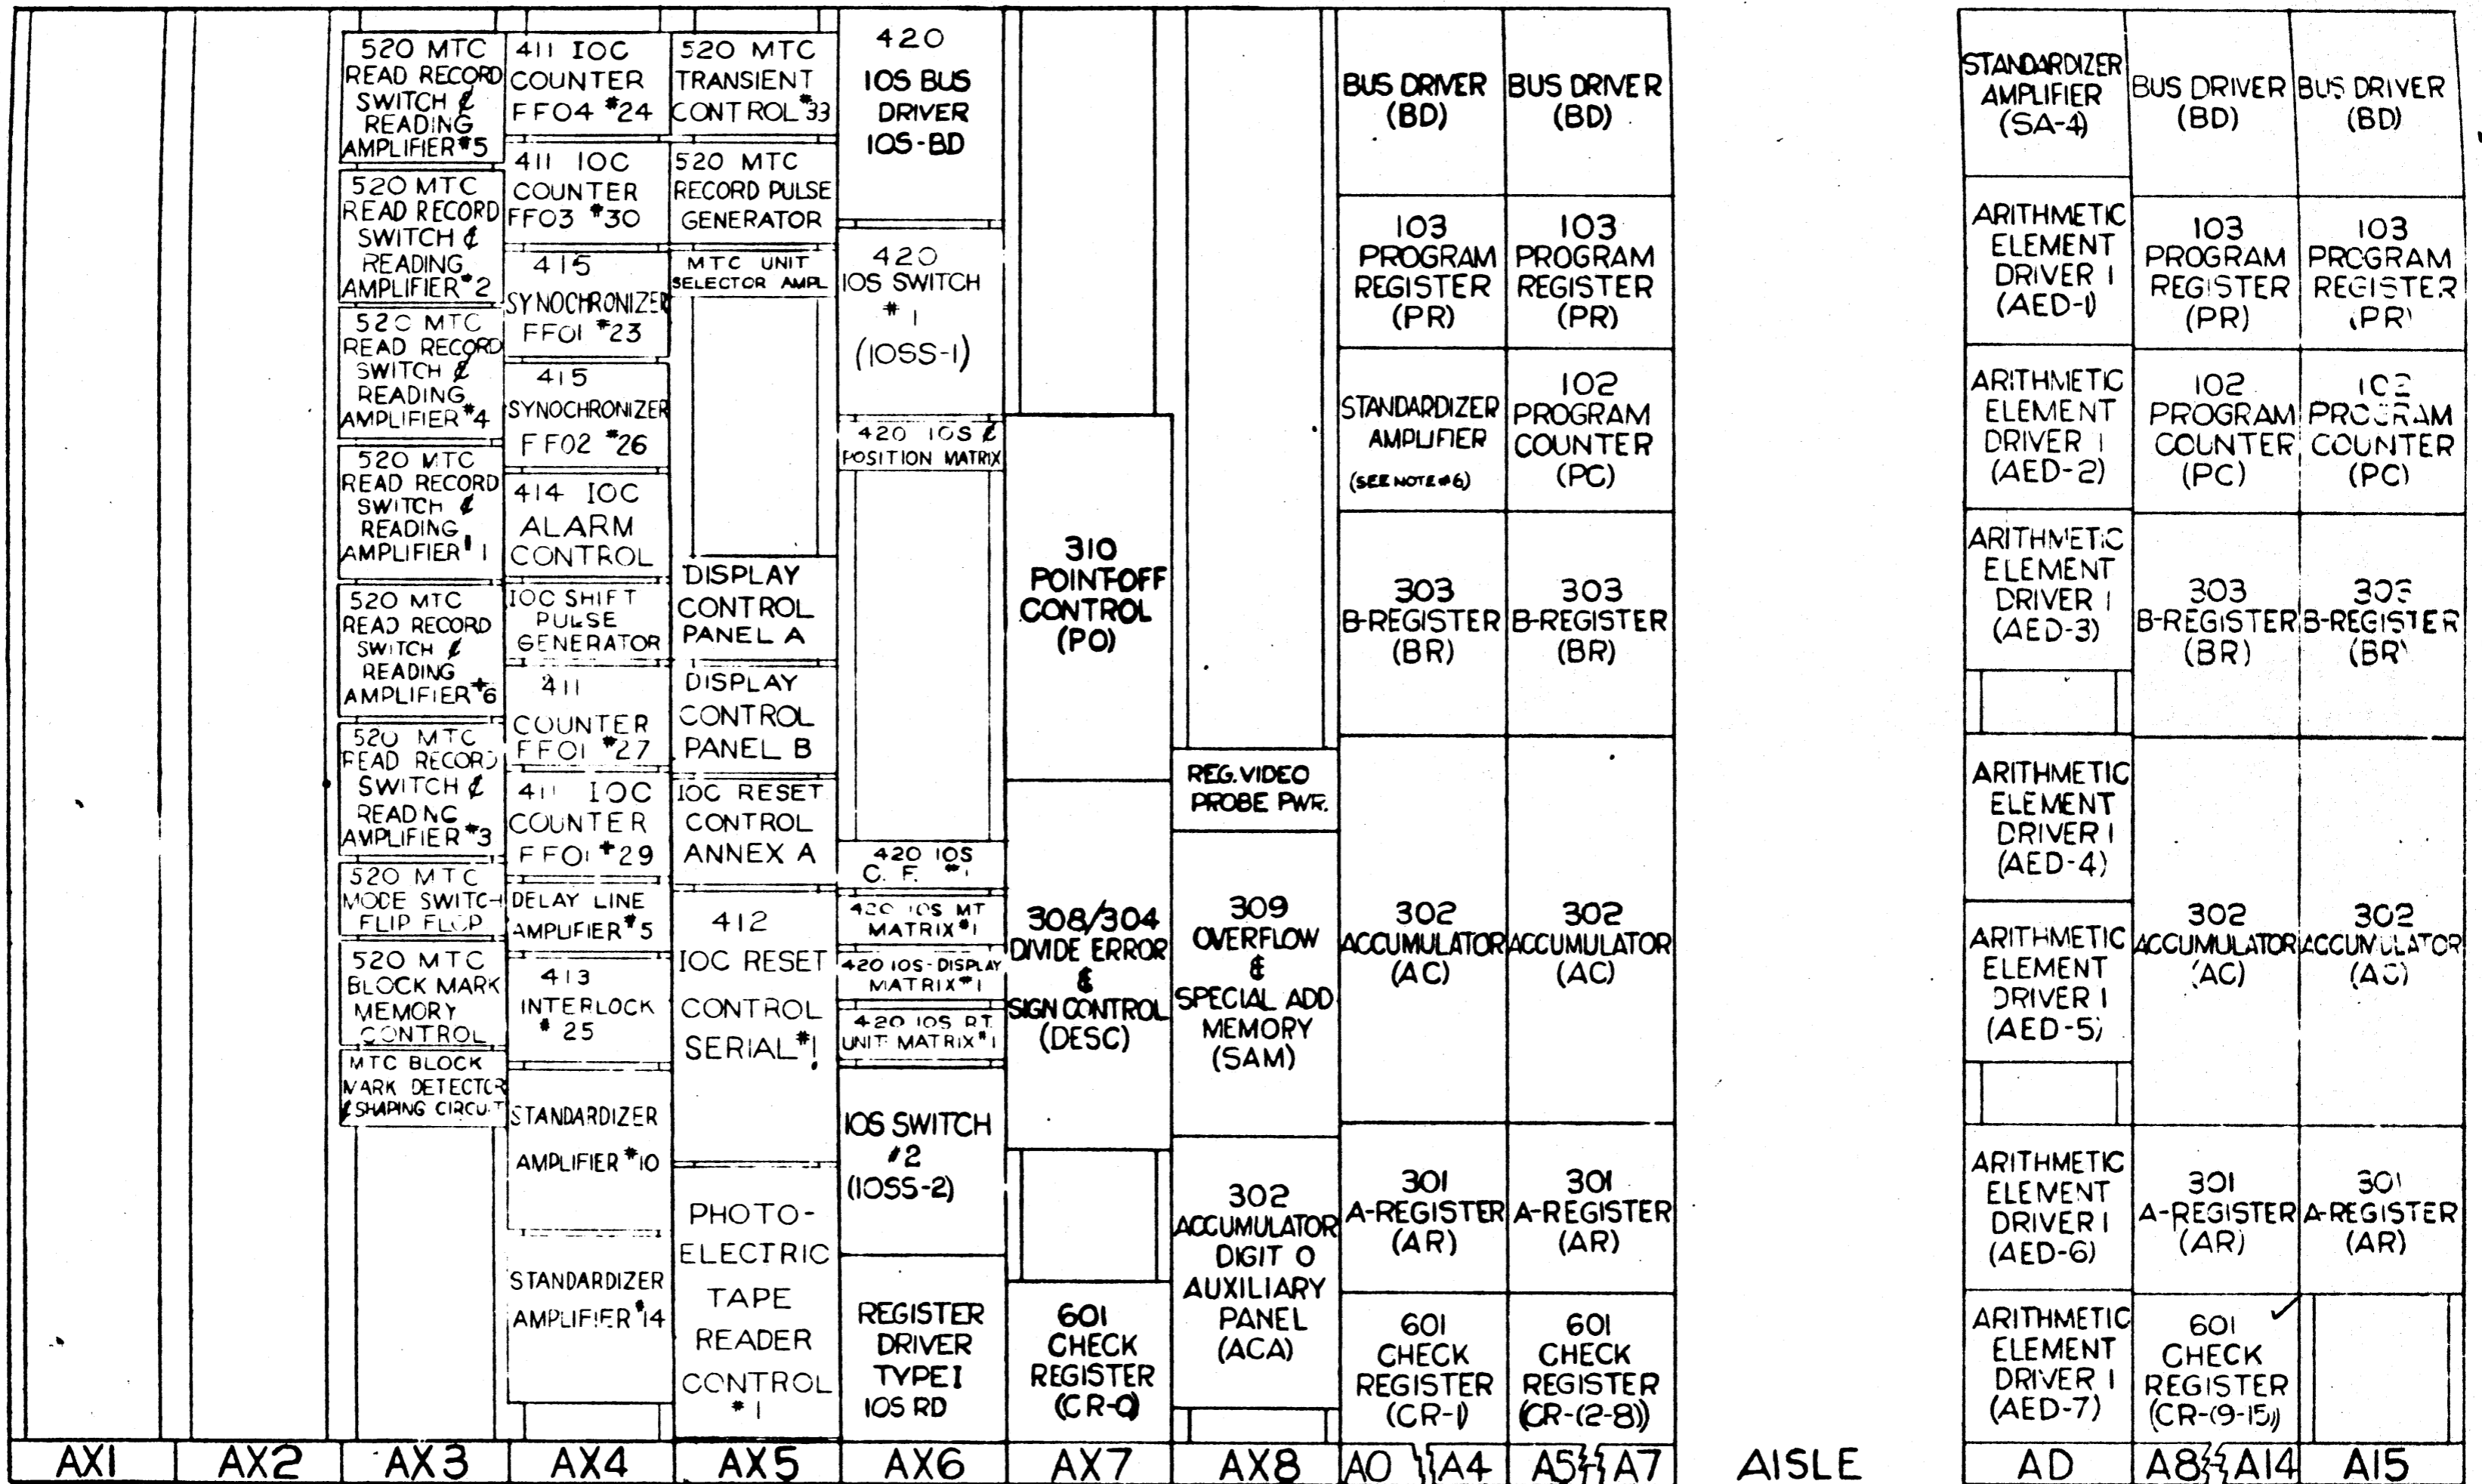 520 MTC
READ RECORD
SWITCH &
READING
AMPLIFIER #5
520 MTC
READ RECORD
SWITCH &
READING
AMPLIFIER #2
520 MTC
READ RECORD
SWITCH &
READING
AMPLIFIER #4
520 MTC
READ RECORD
SWITCH &
READING
AMPLIFIER #1
520 MTC
READ RECORD
SWITCH &
READING
AMPLIFIER #6
520 MTC
READ RECORD
SWITCH &
READING
AMPLIFIER #3
520 MTC
MODE SWITCH
FLIP FLOP
520 MTC
BLOCK MARK
MEMORY
CONTROL
MTC BLOCK
MARK DETECTOR
& SHAPING CIRCUIT
411 IOC
COUNTER
FF04 #24
411 IOC
COUNTER
FF03 #30
415
SYNOCHRONIZER
FF01 #23
415
SYNOCHRONIZER
FF02 #26
414 IOC
ALARM
CONTROL
IOC SHIFT
PULSE
GENERATOR
411
COUNTER
FF01 #27
411 IOC
COUNTER
FF01 #29
DELAY LINE
AMPLIFIER #5
413
INTERLOCK
# 25
STANDARDIZER
AMPLIFIER #10
STANDARDIZER
AMPLIFIER #14
520 MTC
TRANSIENT
CONTROL #33
520 MTC
RECORD PULSE
GENERATOR
MTC UNIT
SELECTOR AMPL
DISPLAY
CONTROL
PANEL A
DISPLAY
CONTROL
PANEL B
IOC RESET
CONTROL
ANNEX A
412
IOC RESET
CONTROL
SERIAL #1
PHOTO-
ELECTRIC
TAPE
READER
CONTROL
# 1
420
IOS BUS
DRIVER
IOS-BD
420
IOS SWITCH
# 1
(IOSS-1)
420 IOS &
POSITION MATRIX
420 IOS
C. F. #1
420 IOS MT
MATRIX #1
420 IOS-DISPLAY
MATRIX #1
420 IOS RT
UNIT MATRIX #1
IOS SWITCH
#2
(IOSS-2)
REGISTER
DRIVER
TYPE I
IOS RD
310
POINT-OFF
CONTROL
(PO)
308/304
DIVIDE ERROR
&
SIGN CONTROL
(DESC)
601
CHECK
REGISTER
(CR-0)
REG. VIDEO
PROBE PWR.
309
OVERFLOW
&
SPECIAL ADD
MEMORY
(SAM)
302
ACCUMULATOR
DIGIT 0
AUXILIARY
PANEL
(ACA)
BUS DRIVER
(BD)
103
PROGRAM
REGISTER
(PR)
STANDARDIZER
AMPLIFIER
(SEE NOTE #6)
303
B-REGISTER
(BR)
302
ACCUMULATOR
(AC)
301
A-REGISTER
(AR)
601
CHECK
REGISTER
(CR-1)
BUS DRIVER
(BD)
103
PROGRAM
REGISTER
(PR)
102
PROGRAM
COUNTER
(PC)
303
B-REGISTER
(BR)
302
ACCUMULATOR
(AC)
301
A-REGISTER
(AR)
601
CHECK
REGISTER
(CR-(2-8))
STANDARDIZER
AMPLIFIER
(SA-4)
ARITHMETIC
ELEMENT
DRIVER I
(AED-1)
ARITHMETIC
ELEMENT
DRIVER I
(AED-2)
ARITHMETIC
ELEMENT
DRIVER I
(AED-3)
ARITHMETIC
ELEMENT
DRIVER I
(AED-4)
ARITHMETIC
ELEMENT
DRIVER I
(AED-5)
ARITHMETIC
ELEMENT
DRIVER I
(AED-6)
ARITHMETIC
ELEMENT
DRIVER I
(AED-7)
BUS DRIVER
(BD)
103
PROGRAM
REGISTER
(PR)
102
PROGRAM
COUNTER
(PC)
303
B-REGISTER
(BR)
302
ACCUMULATOR
(AC)
301
A-REGISTER
(AR)
601
CHECK
REGISTER
(CR-(9-15))
BUS DRIVER
(BD)
103
PROGRAM
REGISTER
(PR)
102
PROGRAM
COUNTER
(PC)
303
B-REGISTER
(BR)
302
ACCUMULATOR
(AC)
301
A-REGISTER
(AR)
AX1 AX2 AX3 AX4 AX5 AX6 AX7 AX8 A0 A4 A5 A7 AISLE AD A8 A14 A15